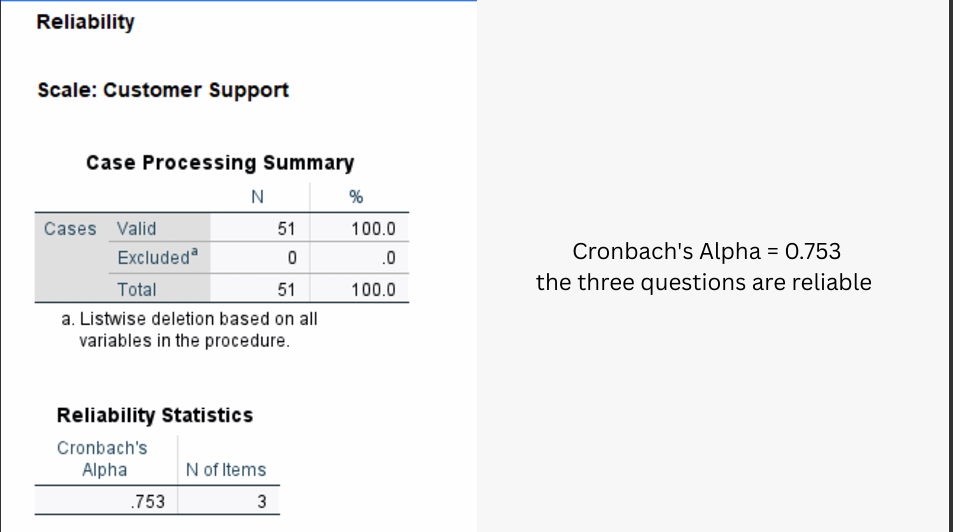 Reliability
Scale: Customer Support
Case Processing Summary
N %
Cases Valid 51 100.0
Excludedª 0 .0
Total 51 100.0
a. Listwise deletion based on all
variables in the procedure.
Reliability Statistics
Cronbach's
Alpha N of Items
.753 3
Cronbach's Alpha = 0.753
the three questions are reliable